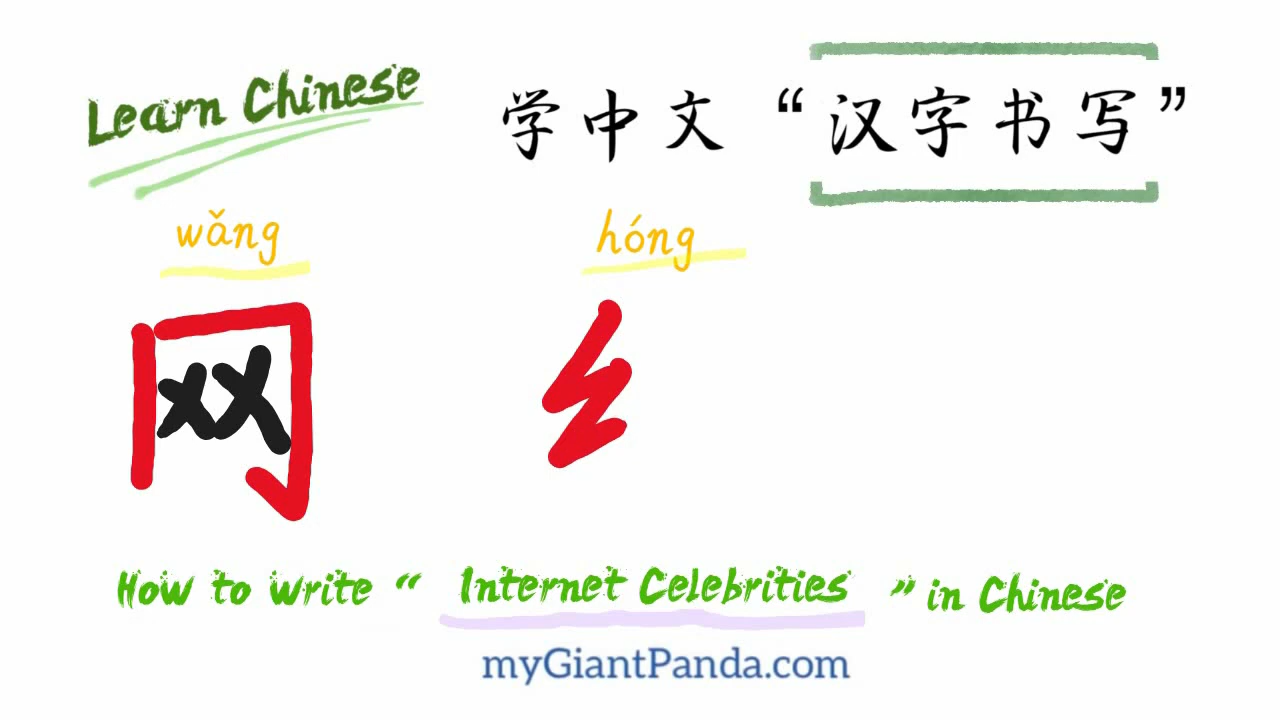 Learn Chinese 学中文“汉字书写”
wǎng hóng
网 纟
How to write “ Internet Celebrities ” in Chinese
myGiantPanda.com